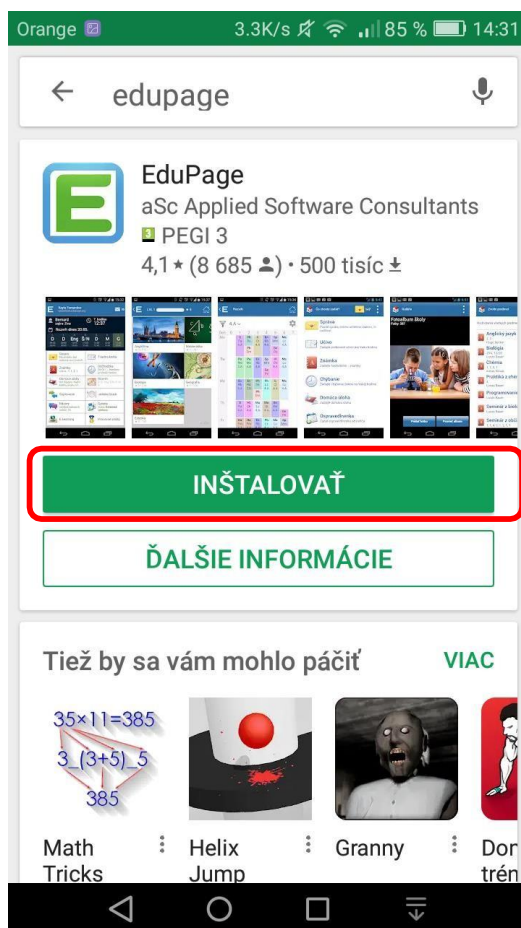 Orange 3.3K/s 85 % 14:31
edupage
EduPage
aSc Applied Software Consultants
3 PEGI 3
4,1★ (8 685) • 500 tisíc
INŠTALOVAŤ
ĎALŠIE INFORMÁCIE
Tiež by sa vám mohlo páčiť VIAC
35×11=385
3_(3+5)_5
385
Math Tricks
Helix Jump
Granny
Don
trén